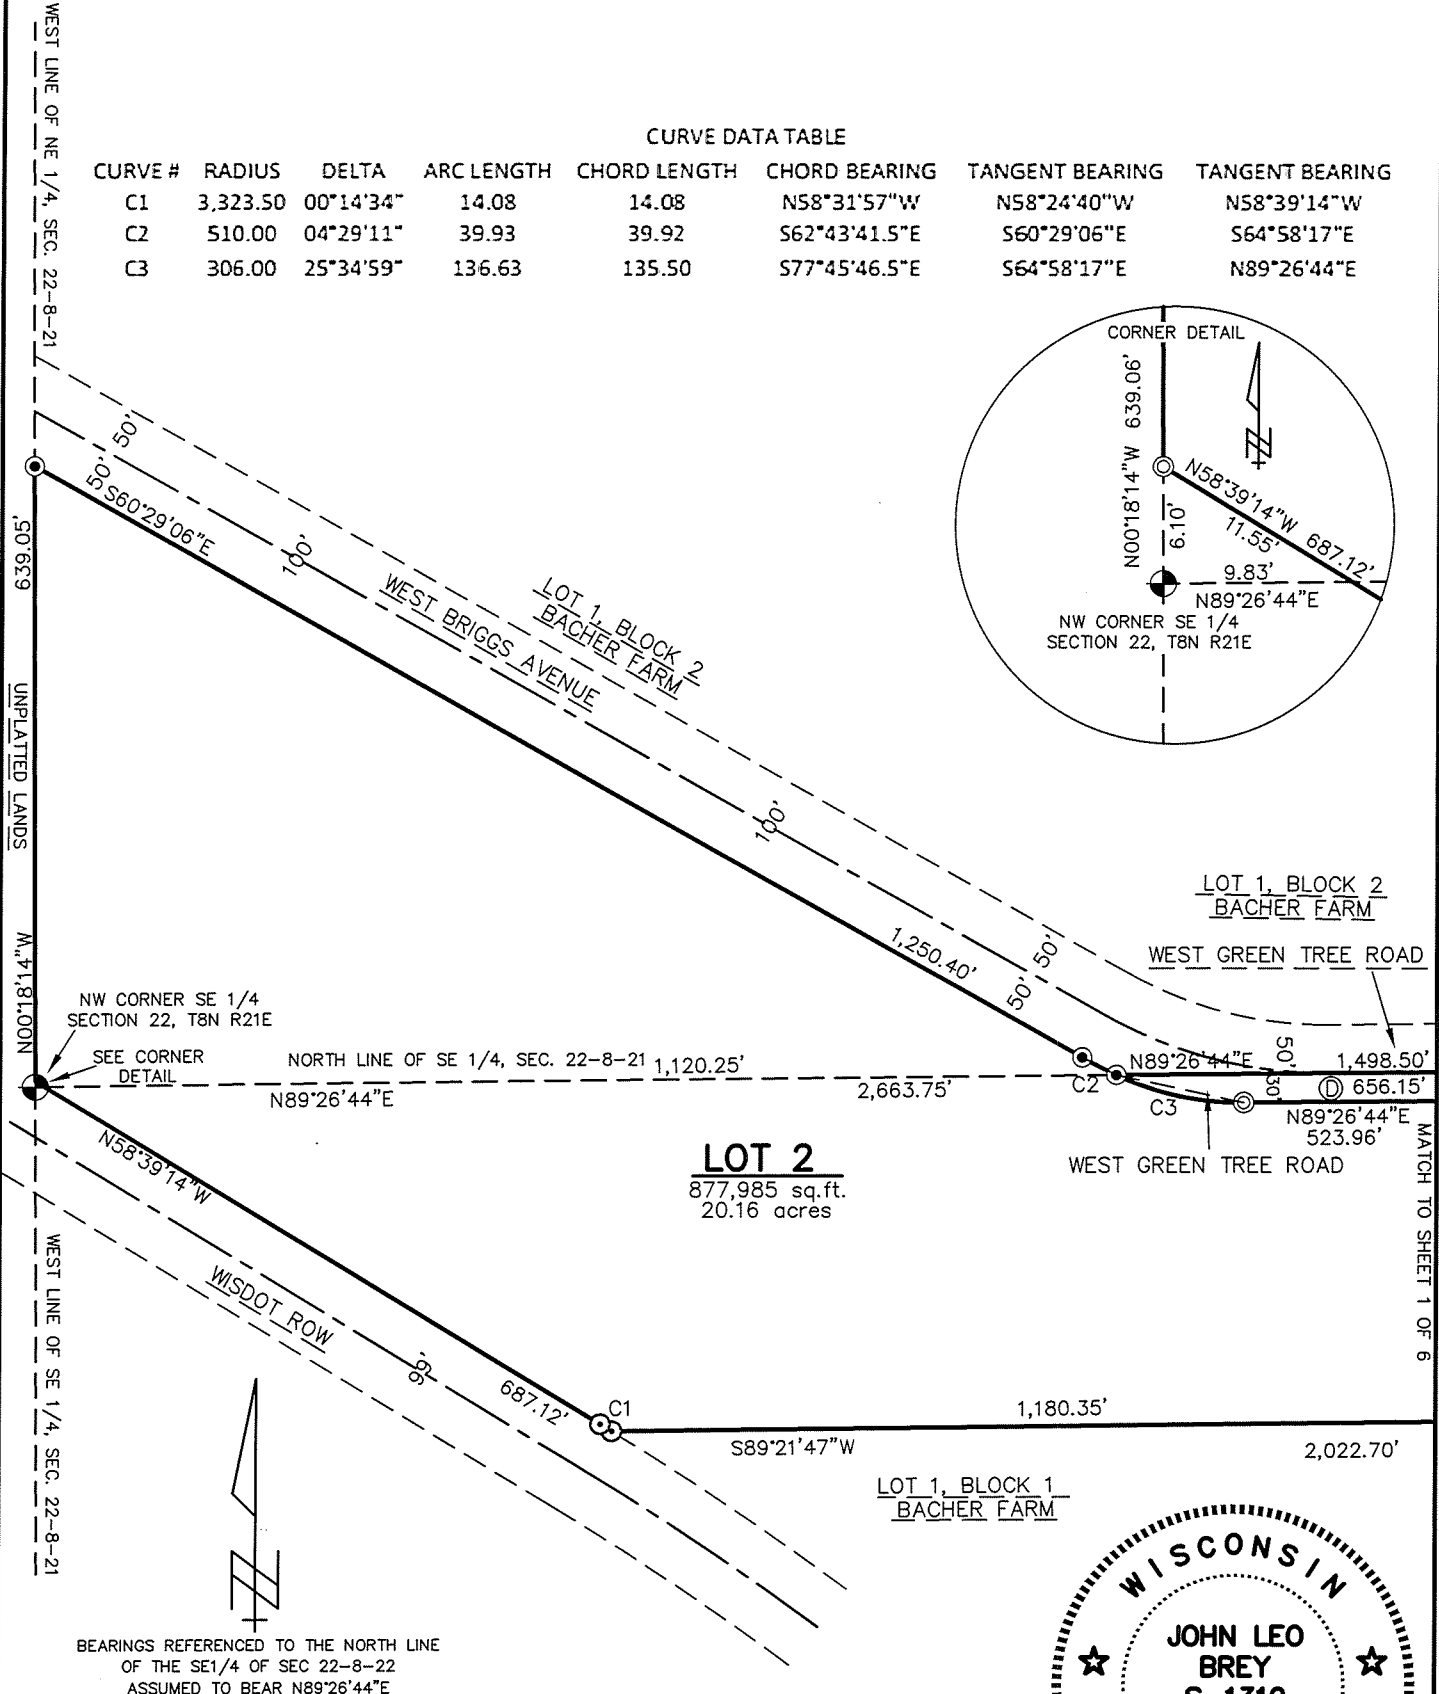 WEST LINE OF NE 1/4, SEC. 22-8-21
CURVE DATA TABLE
CURVE # RADIUS DELTA ARC LENGTH CHORD LENGTH CHORD BEARING TANGENT BEARING TANGENT BEARING
C1 3,323.50 00°14'34" 14.08 14.08 N58°31'57"W N58°24'40"W N58°39'14"W
C2 510.00 04°29'11" 39.93 39.92 S62°43'41.5"E S60°29'06"E S64°58'17"E
C3 306.00 25°34'59" 136.63 135.50 S77°45'46.5"E S64°58'17"E N89°26'44"E
CORNER DETAIL
N00°18'14"W 639.06'
N58°39'14"W 687.12'
11.55'
6.10'
9.83'
N89°26'44"E
NW CORNER SE 1/4
SECTION 22, T8N R21E
50'
50'
S60°29'06"E
100'
639.05'
WEST BRIGGS AVENUE
LOT 1, BLOCK 2
BACHER FARM
UNPLATTED LANDS
100'
LOT 1, BLOCK 2
BACHER FARM
WEST GREEN TREE ROAD
1,250.40'
50'
50'
N00°18'14"W
NW CORNER SE 1/4
SECTION 22, T8N R21E
SEE CORNER
DETAIL
NORTH LINE OF SE 1/4, SEC. 22-8-21 1,120.25'
N89°26'44"E
2,663.75'
C2
N89°26'44"E
50'
1,498.50'
30'
D 656.15'
C3
N89°26'44"E
523.96'
WEST GREEN TREE ROAD
MATCH TO SHEET 1 OF 6
LOT 2
877,985 sq.ft.
20.16 acres
N58°39'14"W
WEST LINE OF SE 1/4, SEC. 22-8-21
WISDOT ROW
99'
687.12'
C1
1,180.35'
S89°21'47"W
2,022.70'
LOT 1, BLOCK 1
BACHER FARM
N
BEARINGS REFERENCED TO THE NORTH LINE
OF THE SE1/4 OF SEC 22-8-22
ASSUMED TO BEAR N89°26'44"E
WISCONSIN
JOHN LEO
BREY